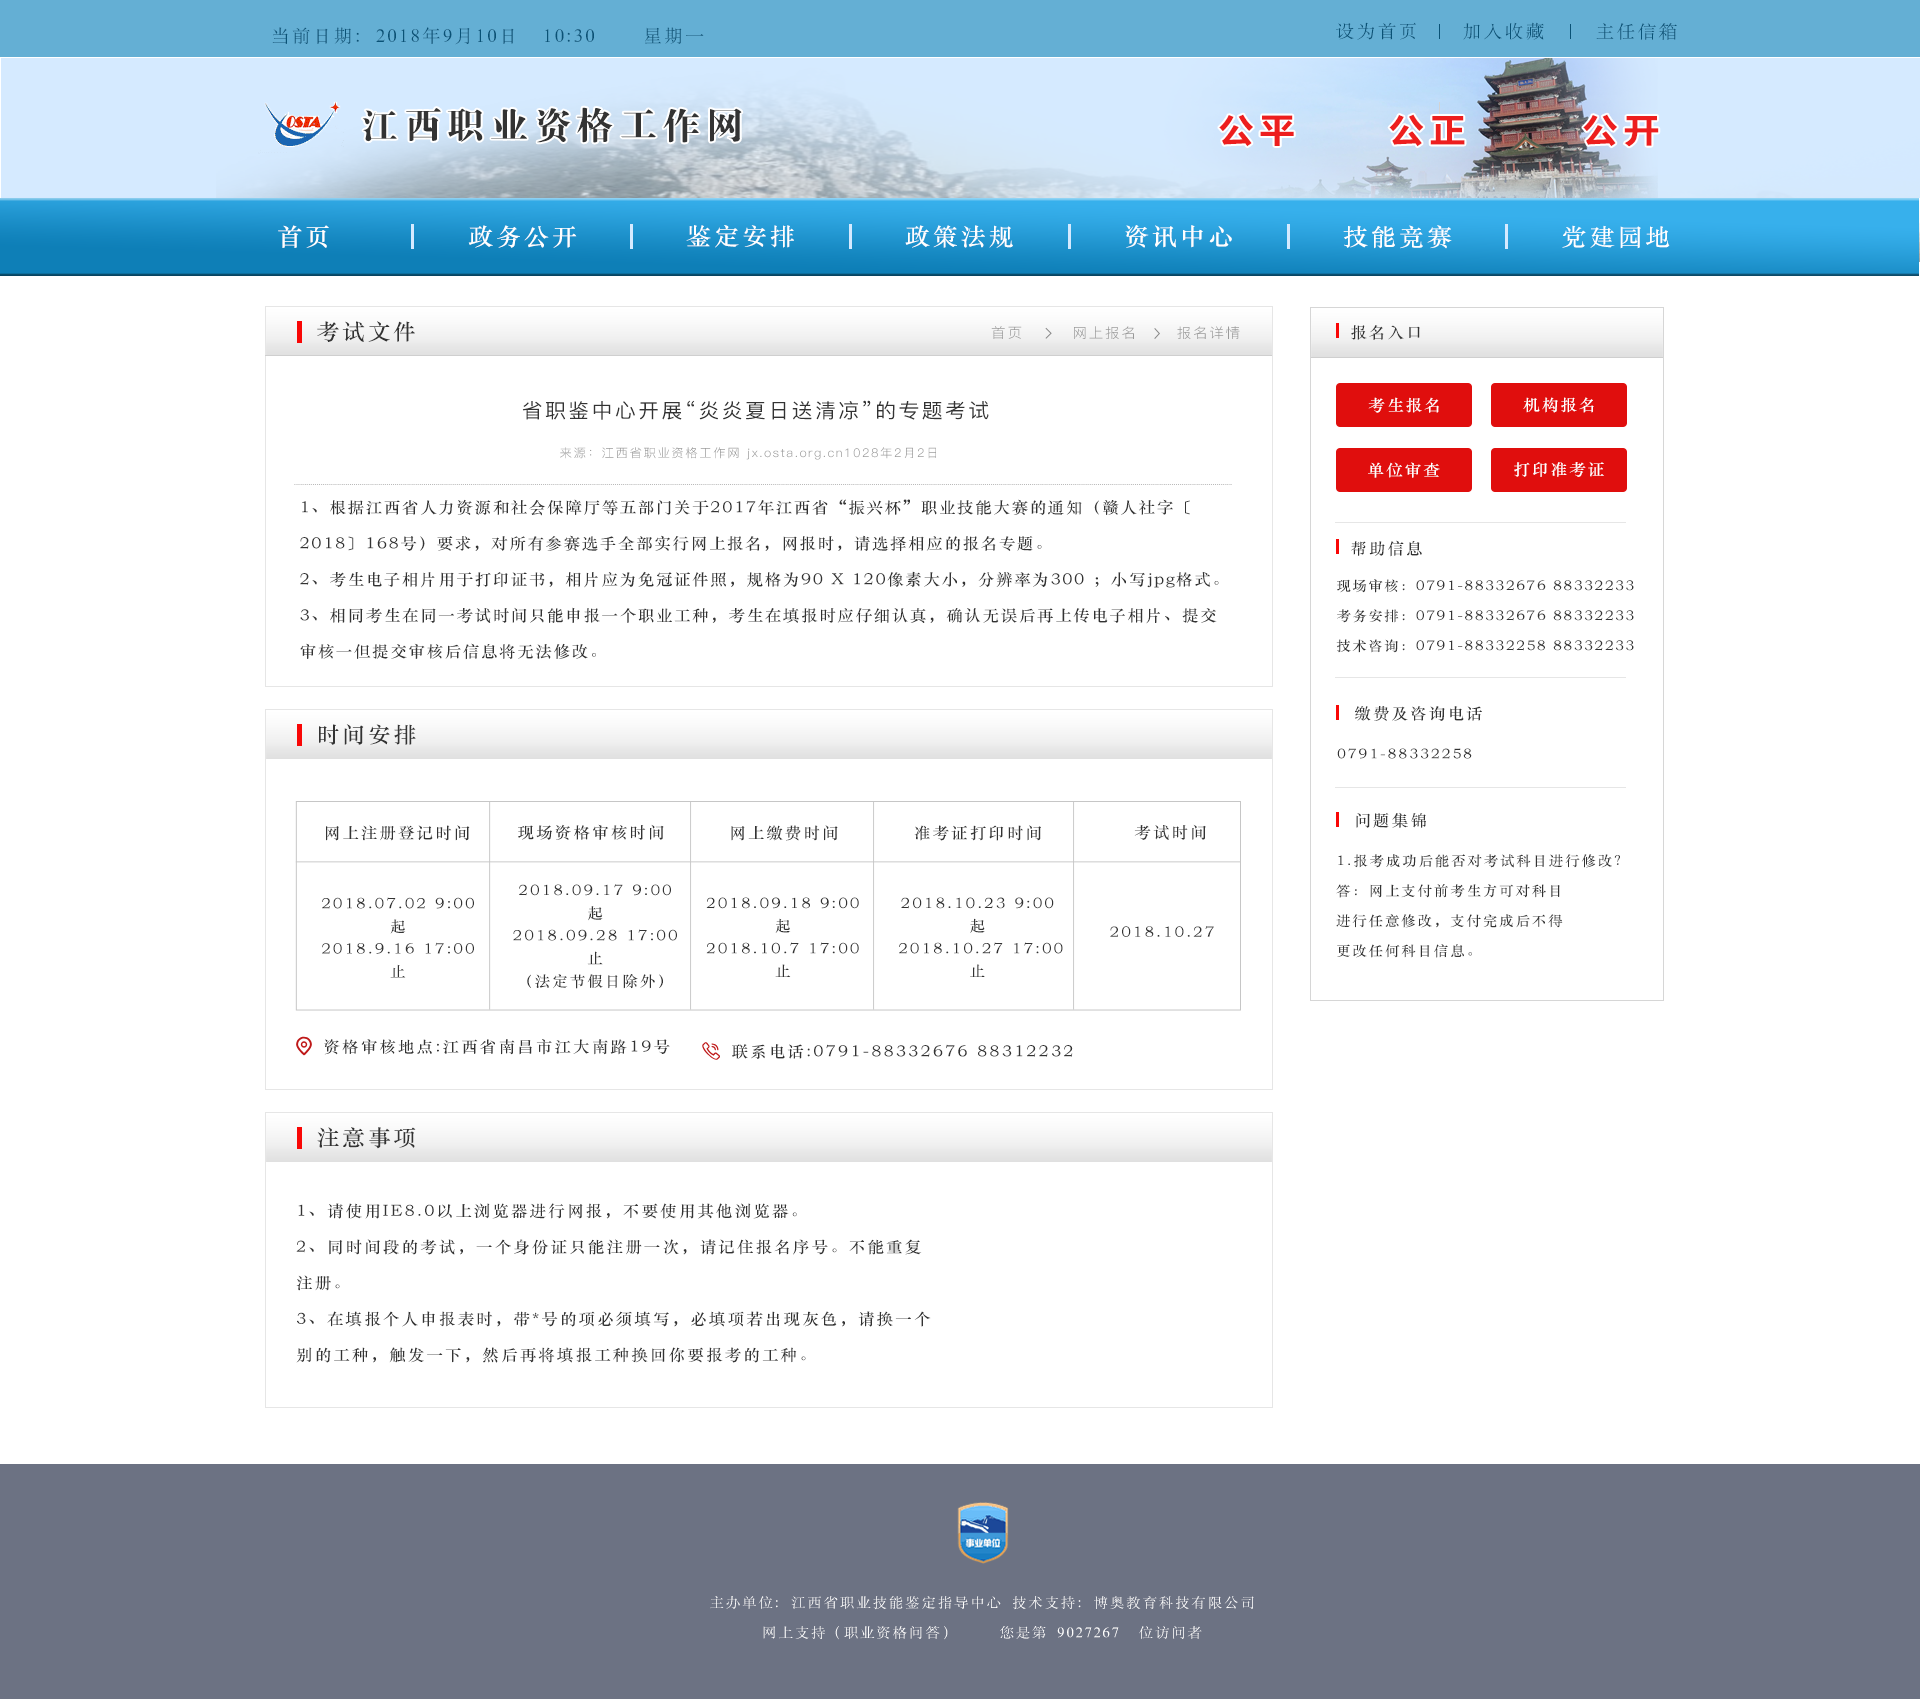 当前日期：2018年9月10日 10:30 星期一
设为首页 | 加入收藏 | 主任信箱
OSTA 江西职业资格工作网
公平 公正 公开
首页 政务公开 鉴定安排 政策法规 资讯中心 技能竞赛 党建园地
考试文件
首页 > 网上报名 > 报名详情
省职鉴中心开展“炎炎夏日送清凉”的专题考试
来源：江西省职业资格工作网 jx.osta.org.cn1028年2月2日
1、根据江西省人力资源和社会保障厅等五部门关于2017年江西省“振兴杯”职业技能大赛的通知（赣人社字〔
2018〕168号）要求，对所有参赛选手全部实行网上报名，网报时，请选择相应的报名专题。
2、考生电子相片用于打印证书，相片应为免冠证件照，规格为90 X 120像素大小，分辨率为300 ；小写jpg格式。
3、相同考生在同一考试时间只能申报一个职业工种，考生在填报时应仔细认真，确认无误后再上传电子相片、提交
审核一但提交审核后信息将无法修改。
时间安排
网上注册登记时间 现场资格审核时间 网上缴费时间 准考证打印时间 考试时间
2018.07.02 9:00
起
2018.9.16 17:00
止
2018.09.17 9:00
起
2018.09.28 17:00
止
（法定节假日除外）
2018.09.18 9:00
起
2018.10.7 17:00
止
2018.10.23 9:00
起
2018.10.27 17:00
止
2018.10.27
资格审核地点:江西省南昌市江大南路19号
联系电话:0791-88332676 88312232
注意事项
1、请使用IE8.0以上浏览器进行网报，不要使用其他浏览器。
2、同时间段的考试，一个身份证只能注册一次，请记住报名序号。不能重复
注册。
3、在填报个人申报表时，带*号的项必须填写，必填项若出现灰色，请换一个
别的工种，触发一下，然后再将填报工种换回你要报考的工种。
报名入口
考生报名 机构报名
单位审查 打印准考证
帮助信息
现场审核：0791-88332676 88332233
考务安排：0791-88332676 88332233
技术咨询：0791-88332258 88332233
缴费及咨询电话
0791-88332258
问题集锦
1.报考成功后能否对考试科目进行修改?
答：网上支付前考生方可对科目
进行任意修改，支付完成后不得
更改任何科目信息。
事业单位
主办单位: 江西省职业技能鉴定指导中心 技术支持: 博奥教育科技有限公司
网上支持（职业资格问答） 您是第 9027267 位访问者